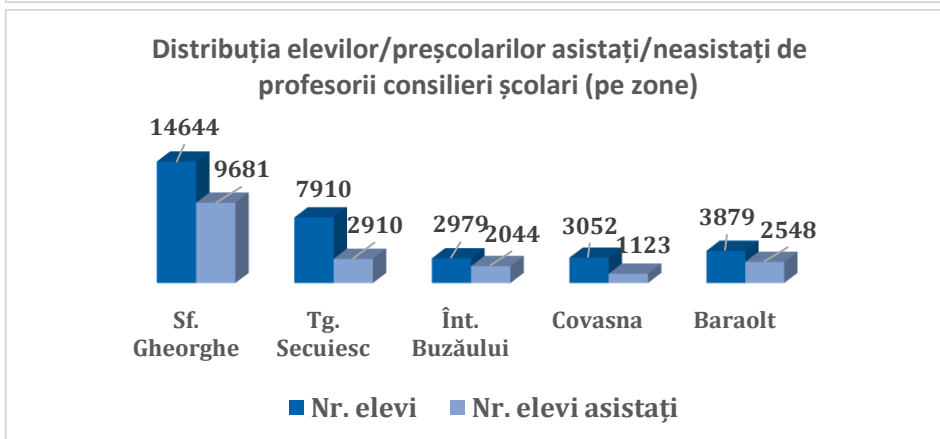 Distribuția elevilor/preșcolarilor asistați/neasistați de
profesorii consilieri școlari (pe zone)
14644
9681
7910
2910
2979
2044
3052
1123
3879
2548
Sf.
Gheorghe
Tg.
Secuiesc
Înt.
Buzăului
Covasna
Baraolt
Nr. elevi
Nr. elevi asistați